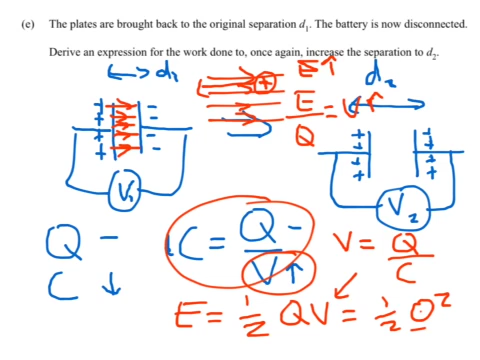 (e) The plates are brought back to the original separation d₁. The battery is now disconnected.
Derive an expression for the work done to, once again, increase the separation to d₂.
d₁
E↑
d₂
+ + + +
- - - -
+
E/Q = V↑
+ + + +
+ + + +
V₁
V₂
Q -
C = Q - / V↑
V = Q/C
C ↓
E = 1/2 QV = 1/2 Q²